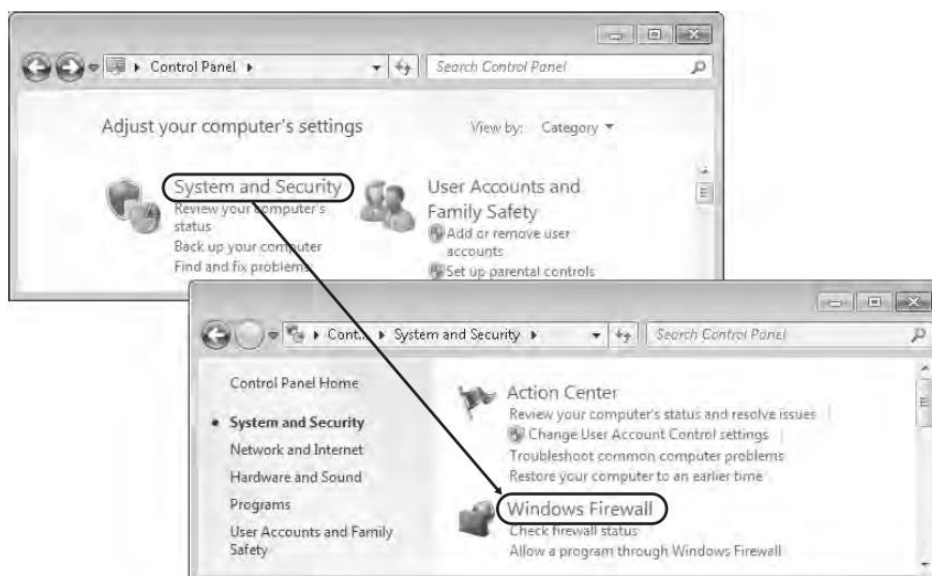 Control Panel
Search Control Panel
Adjust your computer's settings
View by: Category
System and Security
Review your computer's
status
Back up your computer
Find and fix problems
User Accounts and
Family Safety
Add or remove user
accounts
Set up parental controls
Cont... System and Security
Search Control Panel
Control Panel Home
System and Security
Network and Internet
Hardware and Sound
Programs
User Accounts and Family
Safety
Action Center
Review your computer's status and resolve issues
Change User Account Control settings
Troubleshoot common computer problems
Restore your computer to an earlier time
Windows Firewall
Check firewall status
Allow a program through Windows Firewall